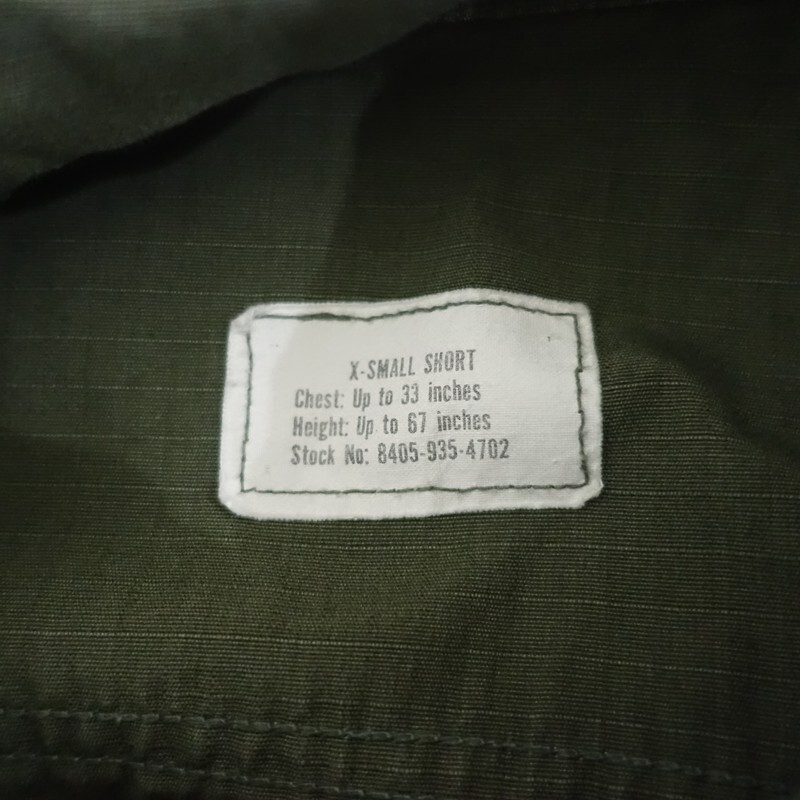 X-SMALL SHORT
Chest: Up to 33 inches
Height: Up to 67 inches
Stock No: 8405-935-4702